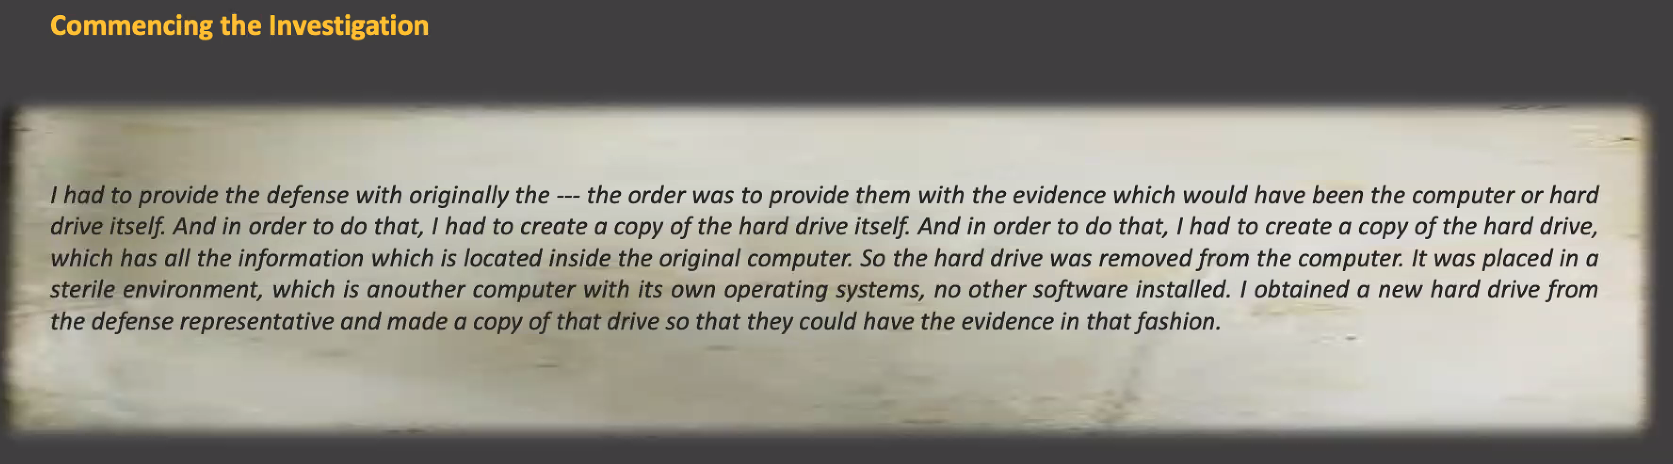 Commencing the Investigation
I had to provide the defense with originally the --- the order was to provide them with the evidence which would have been the computer or hard
drive itself. And in order to do that, I had to create a copy of the hard drive itself. And in order to do that, I had to create a copy of the hard drive,
which has all the information which is located inside the original computer. So the hard drive was removed from the computer. It was placed in a
sterile environment, which is anouther computer with its own operating systems, no other software installed. I obtained a new hard drive from
the defense representative and made a copy of that drive so that they could have the evidence in that fashion.